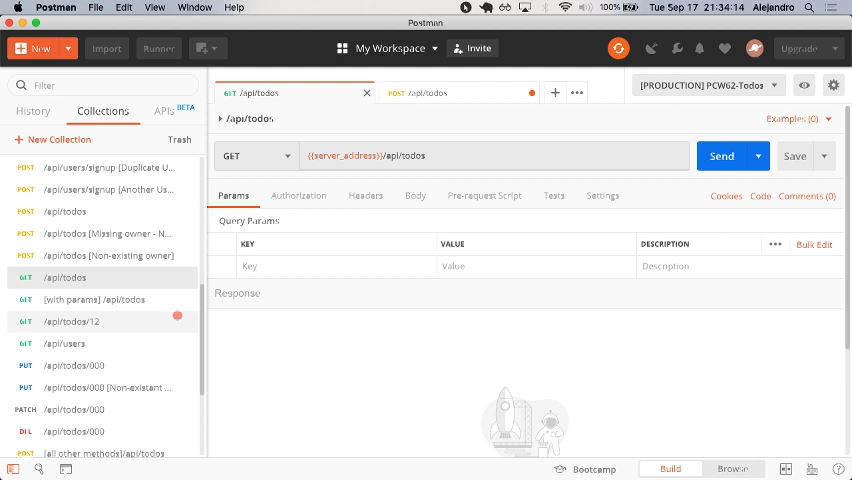 Postman File Edit View Window Help 100% Tue Sep 17 21:34:14 Alejandro
Postman
New Import Runner My Workspace Invite Upgrade
Filter
History Collections APIs BETA
New Collection Trash
POST /api/users/signup [Duplicate U...
POST /api/users/signup [Another Us...
POST /api/todos
POST /api/todos [Missing owner - N...
POST /api/todos [Non-existing owner]
GET /api/todos
GET [with params] /api/todos
GET /api/todos/12
GET /api/users
PUT /api/todos/000
PUT /api/todos/000 [Non-existant ...
PATCH /api/todos/000
DEL /api/todos/000
POST [all other methods]/api/todos
GET /api/todos POST /api/todos [PRODUCTION] PCW62-Todos
/api/todos Examples (0)
GET {{server_address}}/api/todos Send Save
Params Authorization Headers Body Pre-request Script Tests Settings Cookies Code Comments (0)
Query Params
KEY VALUE DESCRIPTION Bulk Edit
Key Value Description
Response
Bootcamp Build Browse